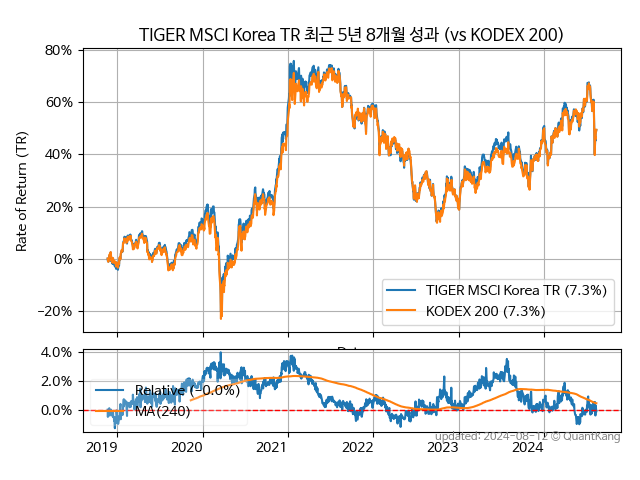 TIGER MSCI Korea TR 최근 5년 8개월 성과 (vs KODEX 200)
80%
60%
40%
20%
0%
−20%
Rate of Return (TR)
TIGER MSCI Korea TR (7.3%)
KODEX 200 (7.3%)
4.0%
2.0%
0.0%
Relative (−0.0%)
MA(240)
2019
2020
2021
2022
2023
2024
updated: 2024-08-12 © QuantKang